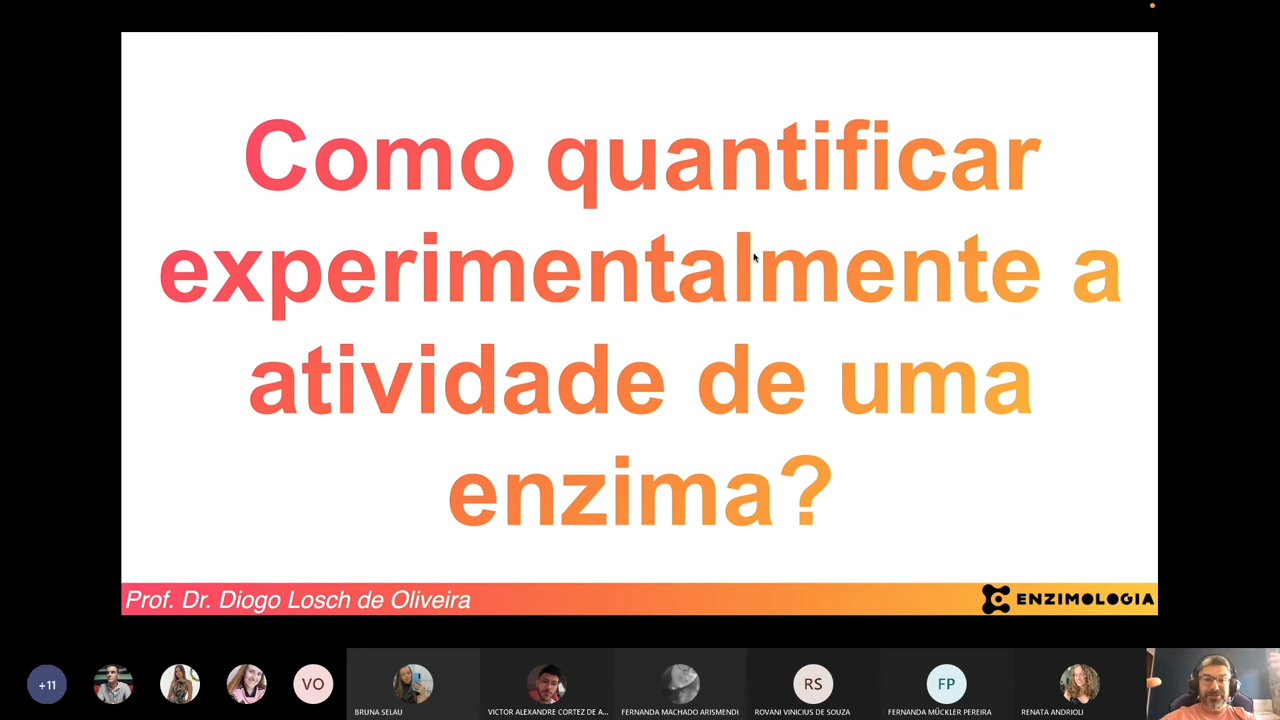 Como quantificar
experimentalmente a
atividade de uma
enzima?
Prof. Dr. Diogo Losch de Oliveira
ENZIMOLOGIA
+11
VO
RS
FP
BRUNA SELAU
VICTOR ALEXANDRE CORTEZ DE A...
FERNANDA MACHADO ARISMENDI
ROVANI VINICIUS DE SOUZA
FERNANDA MÜCKLER PEREIRA
RENATA ANDRIOLI